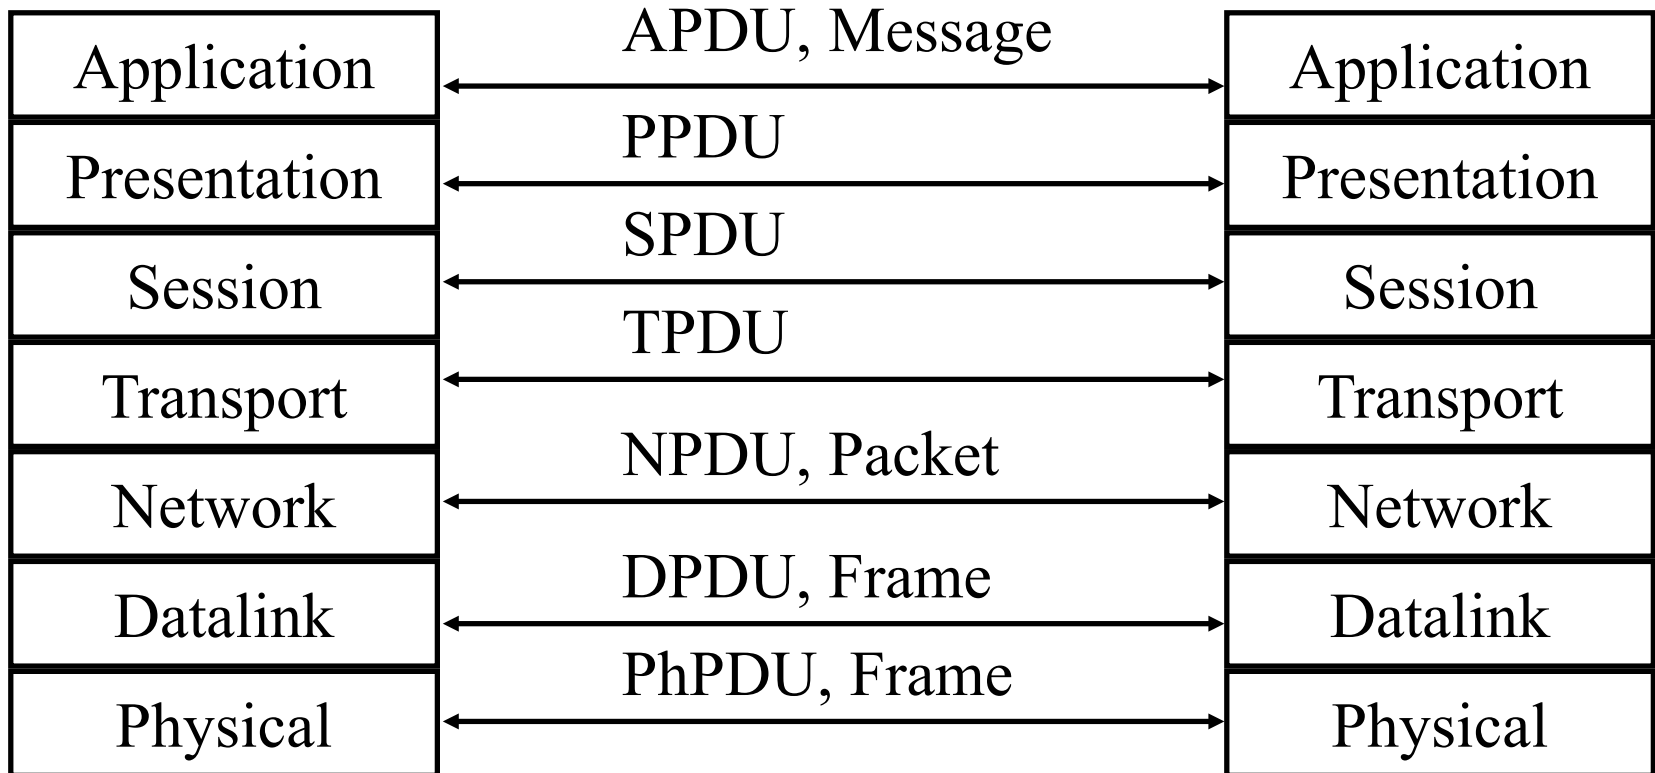 APDU, Message
Application
Application
PPDU
Presentation
Presentation
SPDU
Session
Session
TPDU
Transport
Transport
NPDU, Packet
Network
Network
DPDU, Frame
Datalink
Datalink
PhPDU, Frame
Physical
Physical